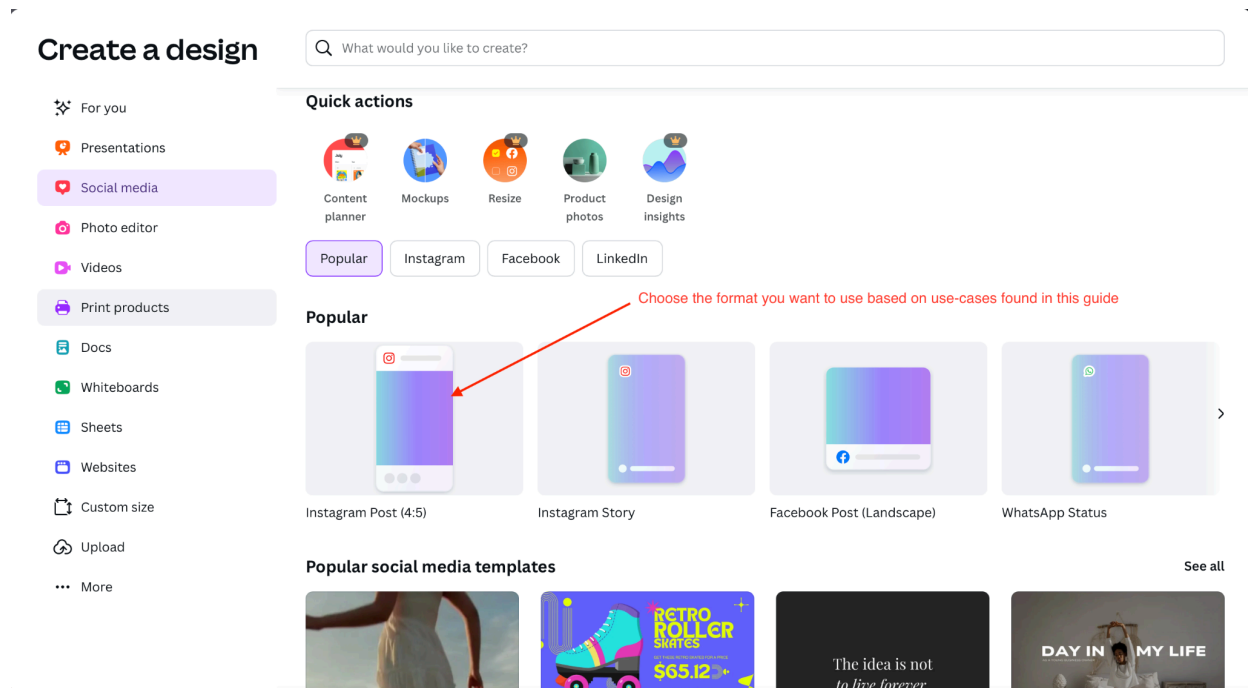 Create a design
What would you like to create?
For you
Presentations
Social media
Photo editor
Videos
Print products
Docs
Whiteboards
Sheets
Websites
Custom size
Upload
More
Quick actions
Content
planner
Mockups
Resize
Product
photos
Design
insights
Popular
Instagram
Facebook
LinkedIn
Choose the format you want to use based on use-cases found in this guide
Popular
Instagram Post (4:5)
Instagram Story
Facebook Post (Landscape)
WhatsApp Status
Popular social media templates
See all
RETRO
ROLLER
SKATES
$65.12
The idea is not
to live forever
DAY IN MY LIFE